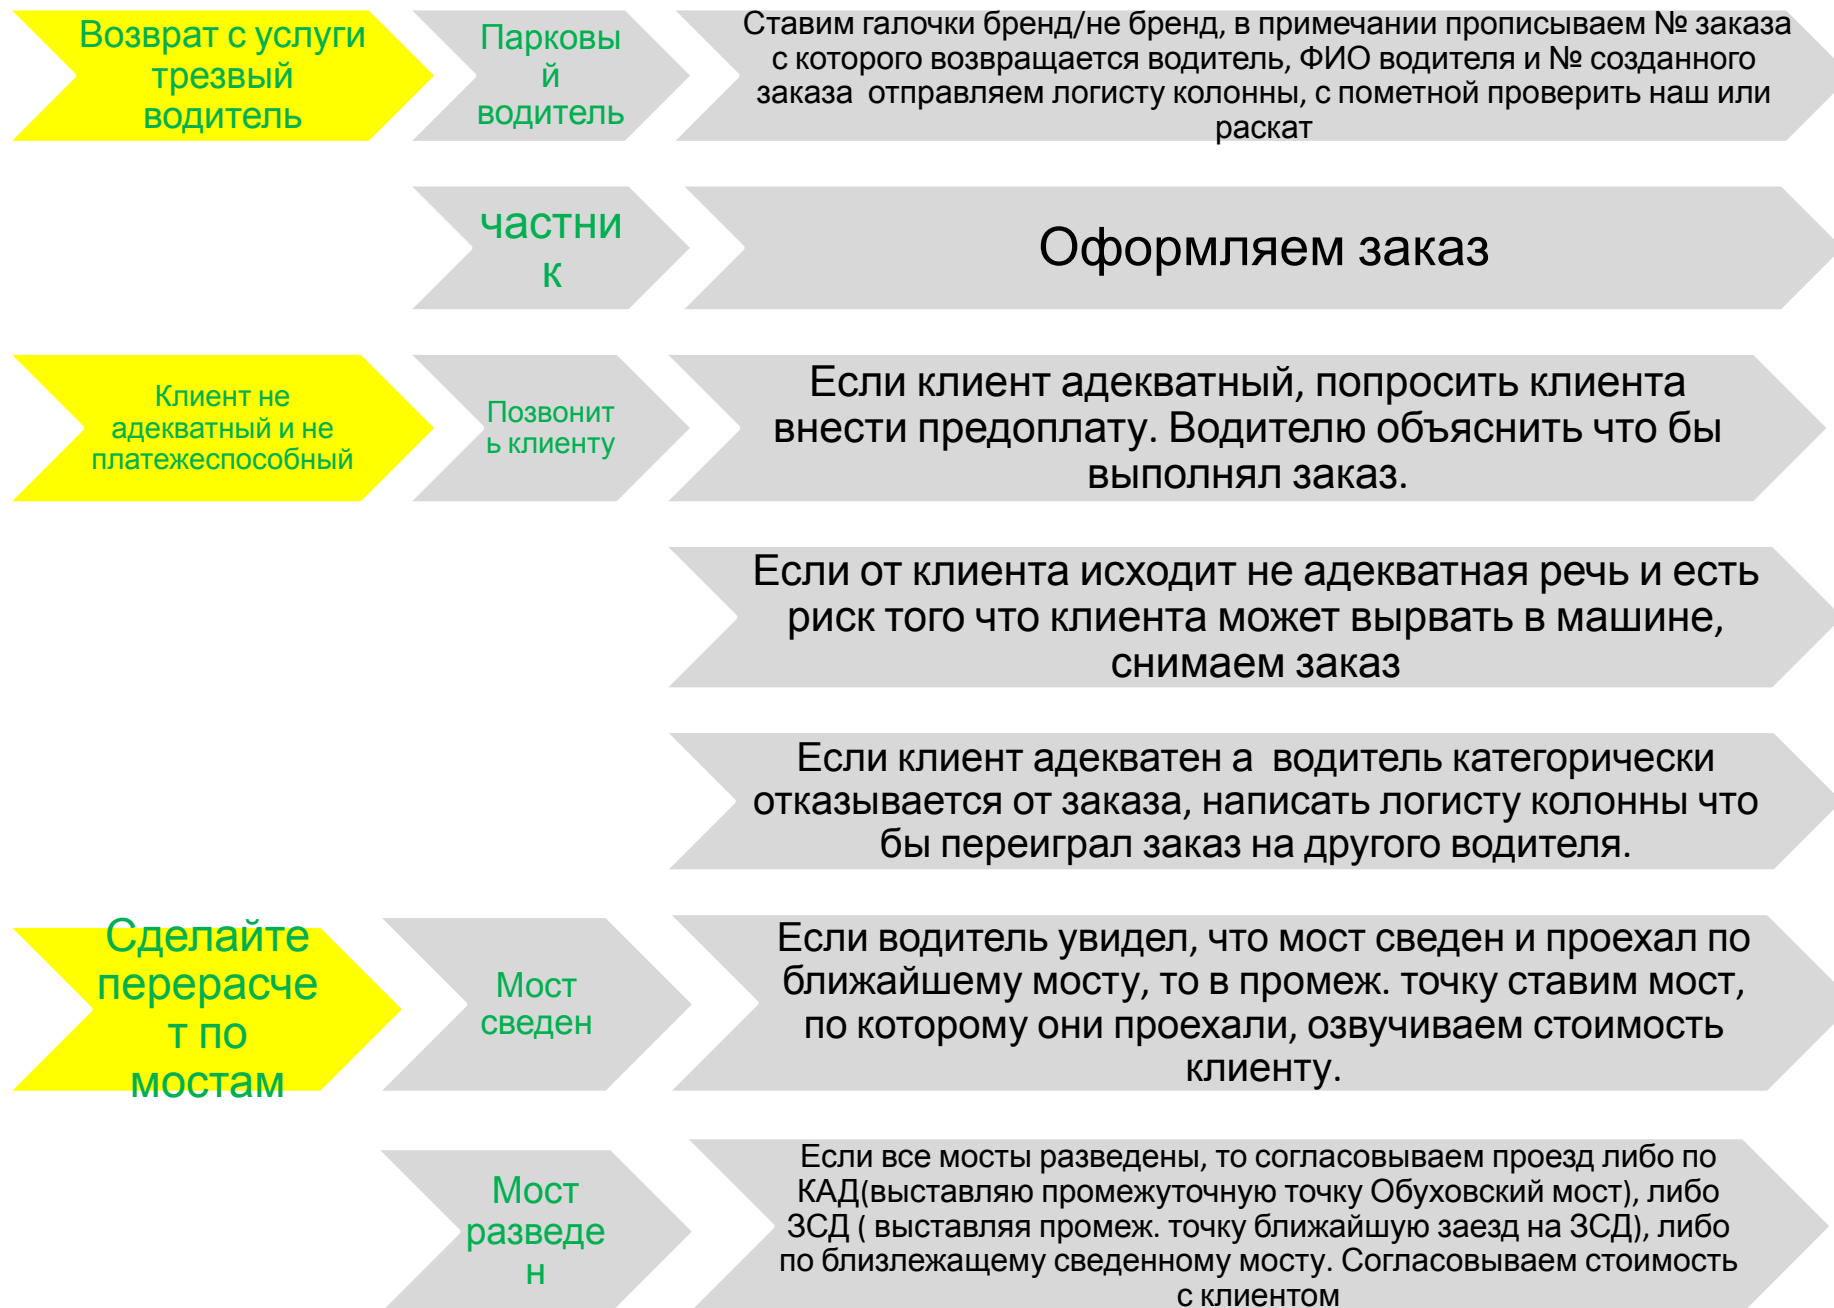 Возврат с услуги
трезвый
водитель
Парковы
й
водитель
Ставим галочки бренд/не бренд, в примечании прописываем № заказа
с которого возвращается водитель, ФИО водителя и № созданного
заказа отправляем логисту колонны, с пометной проверить наш или
раскат
частни
к
Оформляем заказ
Клиент не
адекватный и не
платежеспособный
Позвонит
ь клиенту
Если клиент адекватный, попросить клиента
внести предоплату. Водителю объяснить что бы
выполнял заказ.
Если от клиента исходит не адекватная речь и есть
риск того что клиента может вырвать в машине,
снимаем заказ
Если клиент адекватен а водитель категорически
отказывается от заказа, написать логисту колонны что
бы переиграл заказ на другого водителя.
Сделайте
перерасче
т по
мостам
Мост
сведен
Если водитель увидел, что мост сведен и проехал по
ближайшему мосту, то в промеж. точку ставим мост,
по которому они проехали, озвучиваем стоимость
клиенту.
Мост
разведе
н
Если все мосты разведены, то согласовываем проезд либо по
КАД(выставляю промежуточную точку Обуховский мост), либо
ЗСД ( выставляя промеж. точку ближайшую заезд на ЗСД), либо
по близлежащему сведенному мосту. Согласовываем стоимость
с клиентом